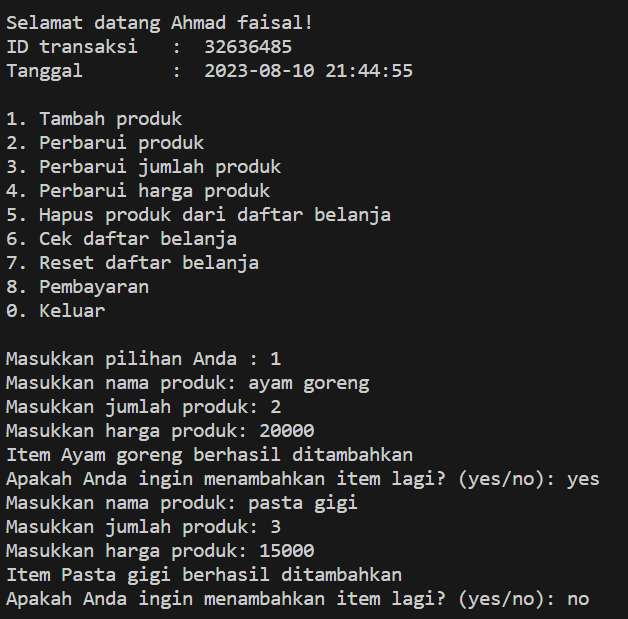 Selamat datang Ahmad faisal!
ID transaksi   :  32636485
Tanggal        :  2023-08-10 21:44:55
1. Tambah produk
2. Perbarui produk
3. Perbarui jumlah produk
4. Perbarui harga produk
5. Hapus produk dari daftar belanja
6. Cek daftar belanja
7. Reset daftar belanja
8. Pembayaran
0. Keluar
Masukkan pilihan Anda : 1
Masukkan nama produk: ayam goreng
Masukkan jumlah produk: 2
Masukkan harga produk: 20000
Item Ayam goreng berhasil ditambahkan
Apakah Anda ingin menambahkan item lagi? (yes/no): yes
Masukkan nama produk: pasta gigi
Masukkan jumlah produk: 3
Masukkan harga produk: 15000
Item Pasta gigi berhasil ditambahkan
Apakah Anda ingin menambahkan item lagi? (yes/no): no